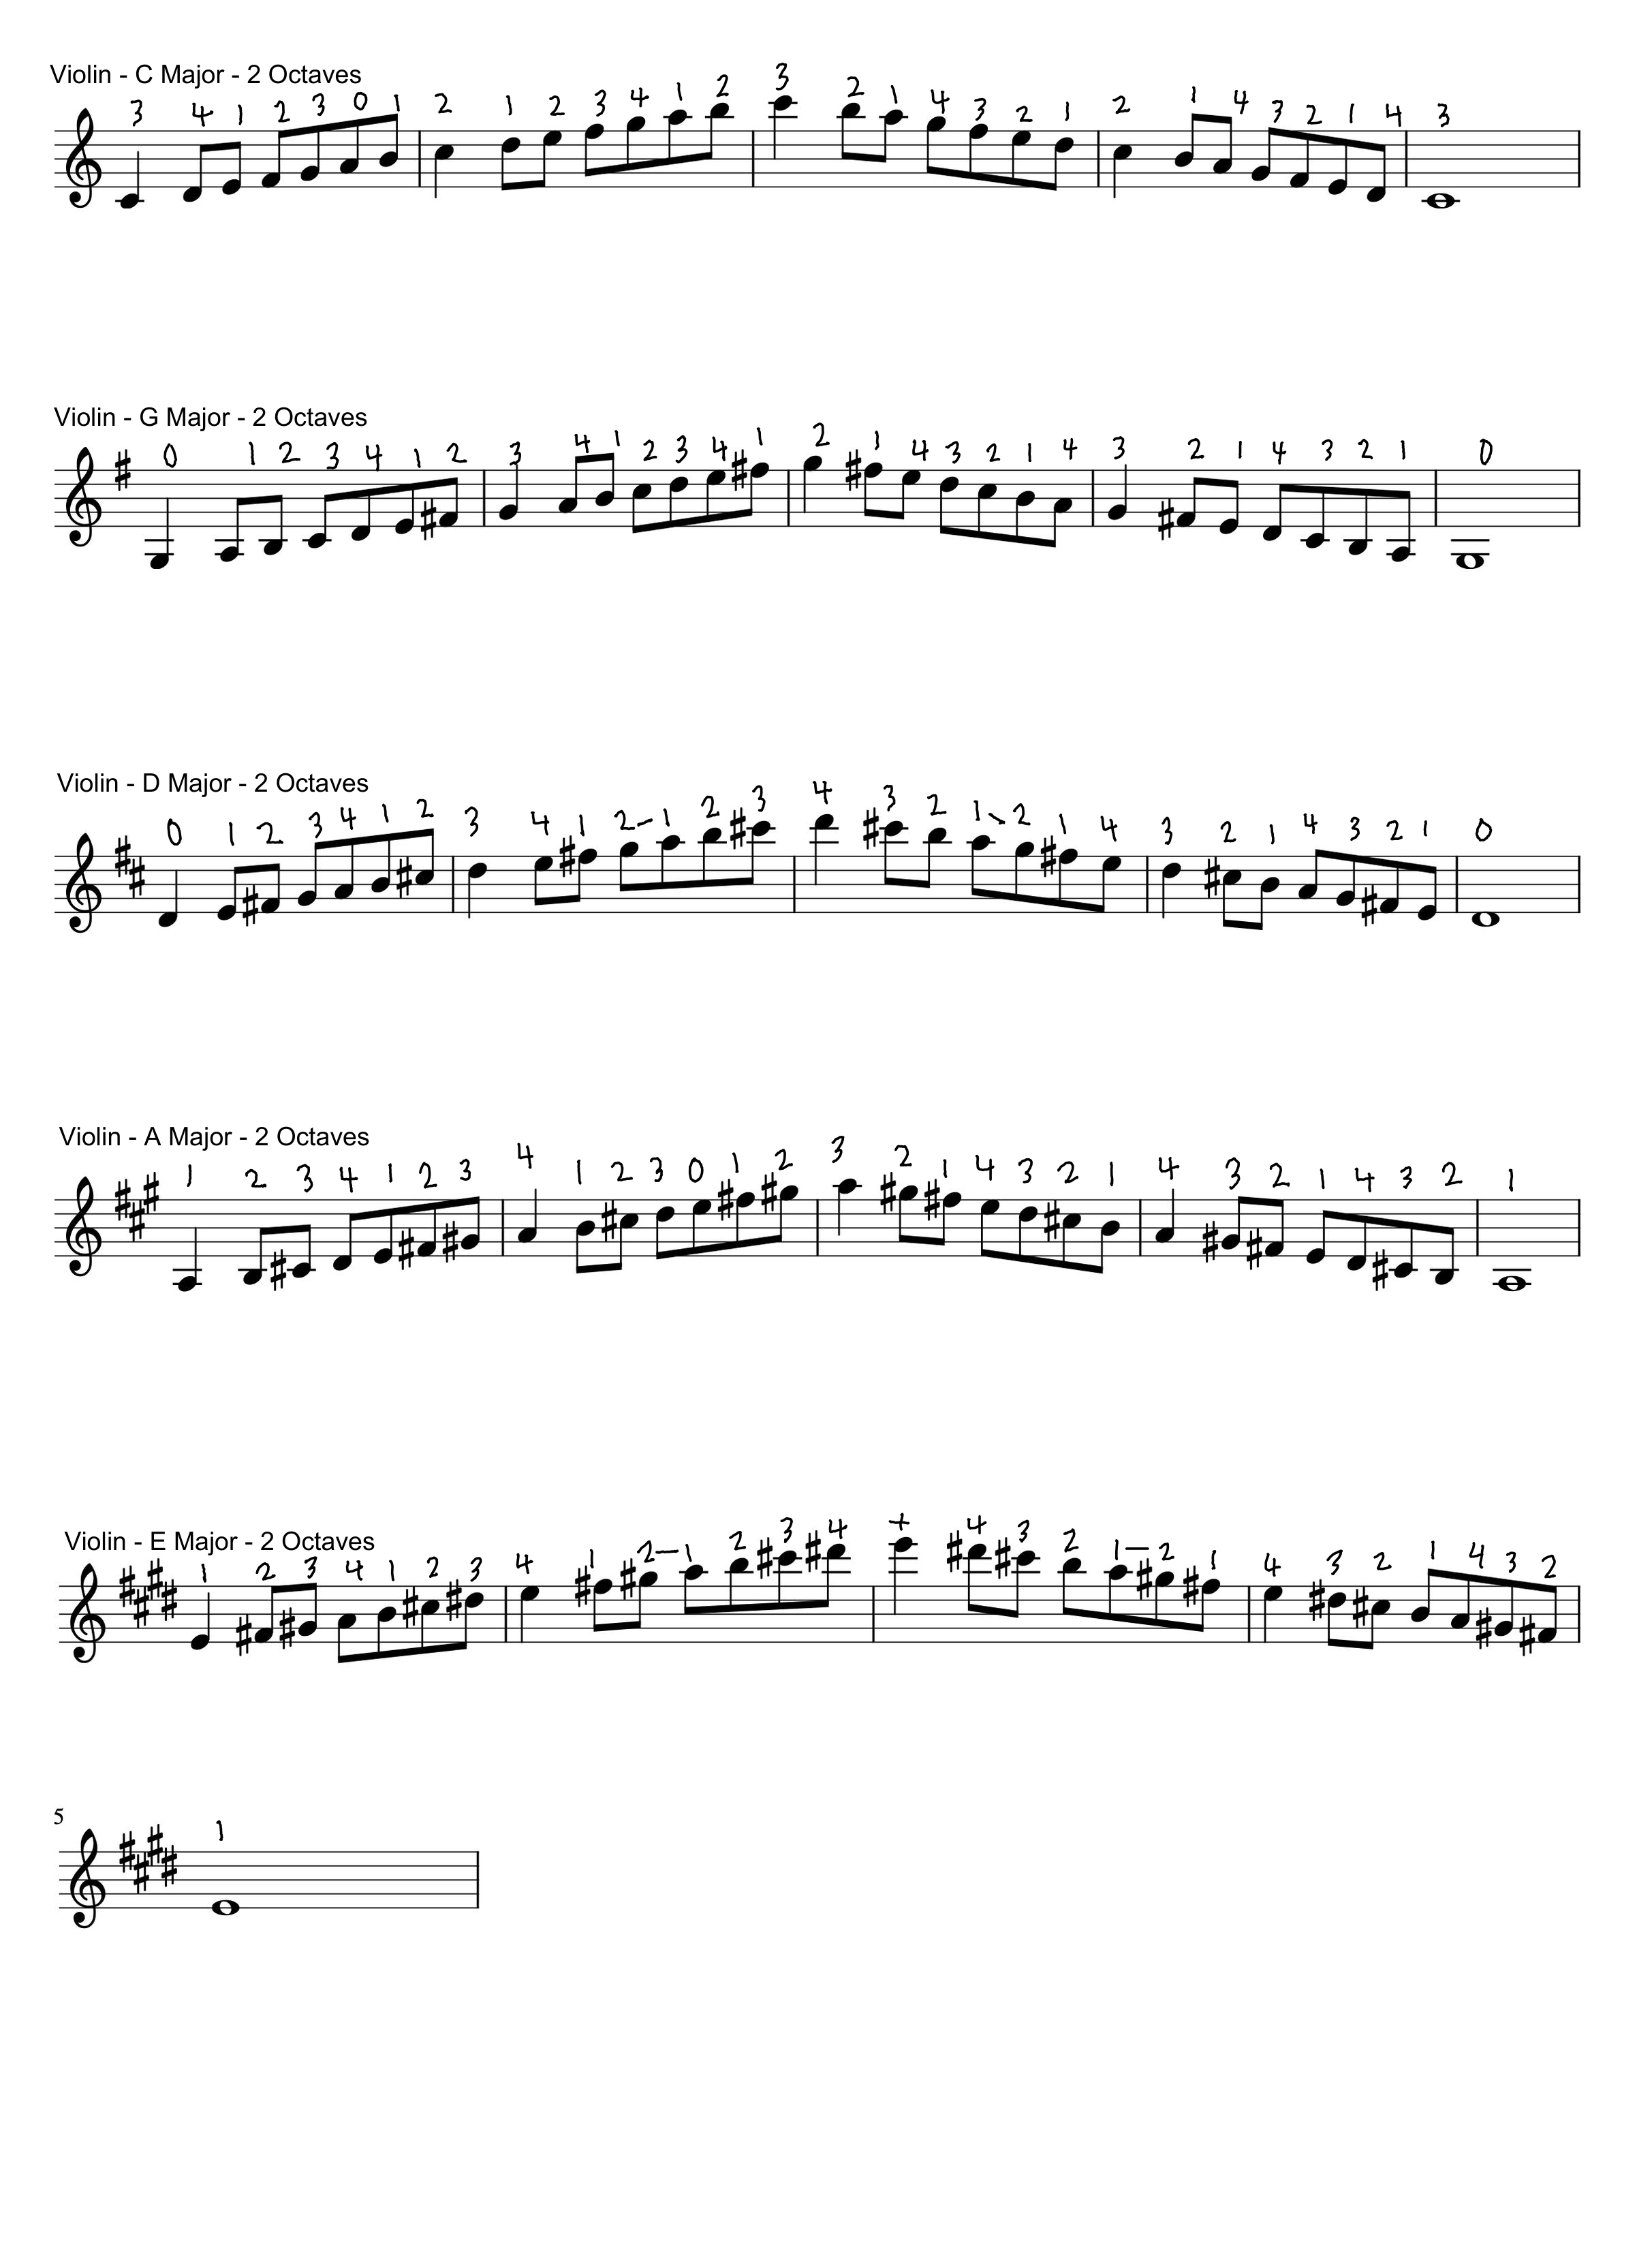 Violin - C Major - 2 Octaves
3 4 1 2 3 0 1 2 1 2 3 4 1 2 3 2 1 4 3 2 1 2 1 4 3 2 1 4 3
Violin - G Major - 2 Octaves
0 1 2 3 4 1 2 3 4 1 2 3 4 1 2 1 4 3 2 1 4 3 2 1 4 3 2 1 0
Violin - D Major - 2 Octaves
0 1 2 3 4 1 2 3 4 1 2-1 2 3 4 3 2 1-2 1 4 3 2 1 4 3 2 1 0
Violin - A Major - 2 Octaves
1 2 3 4 1 2 3 4 1 2 3 0 1 2 3 2 1 4 3 2 1 4 3 2 1 4 3 2 1
Violin - E Major - 2 Octaves
1 2 3 4 1 2 3 4 1 2-1 2 3 4 + 4 3 2 1-2 1 4 3 2 1 4 3 2
5
1